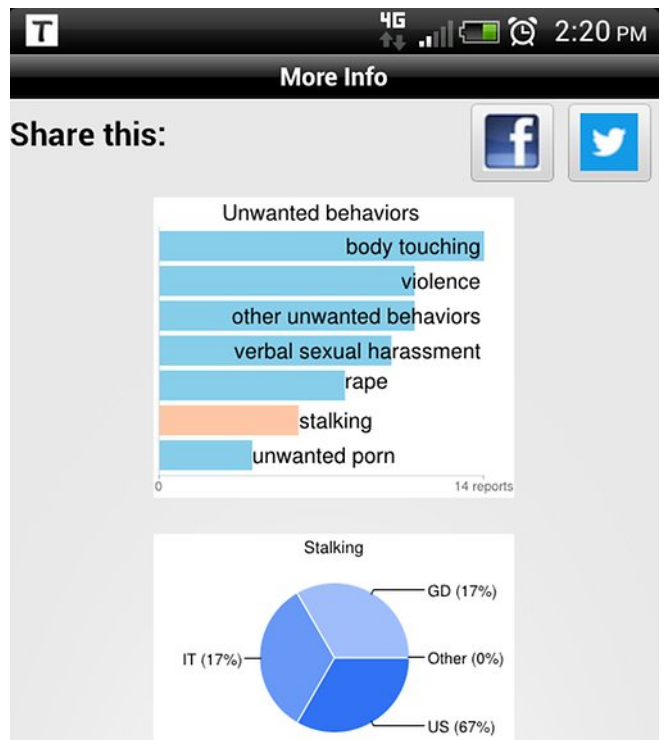 T
4G
2:20 PM
More Info
Share this:
f
Unwanted behaviors
body touching
violence
other unwanted behaviors
verbal sexual harassment
rape
stalking
unwanted porn
0
14 reports
Stalking
GD (17%)
IT (17%)
Other (0%)
US (67%)